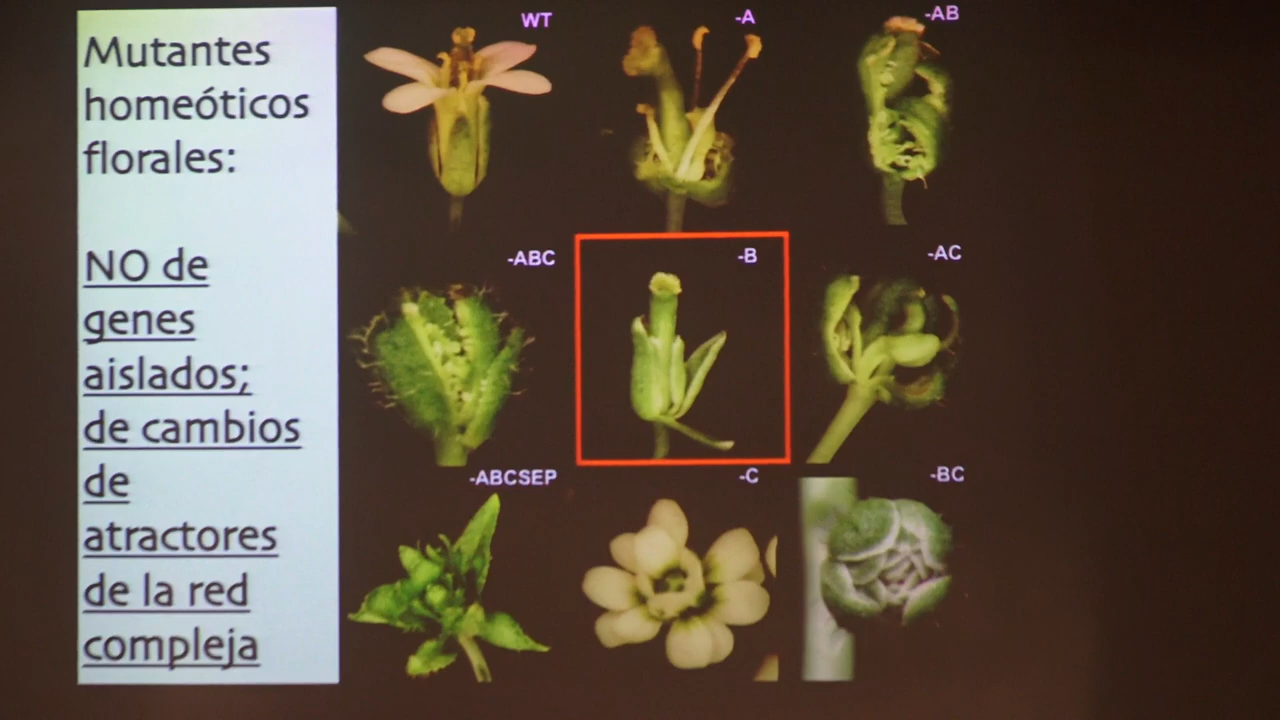 Mutantes
homeóticos
florales:
NO de
genes
aislados;
de cambios
de
atractores
de la red
compleja
WT
-A
-AB
-ABC
-B
-AC
-ABCSEP
-C
-BC